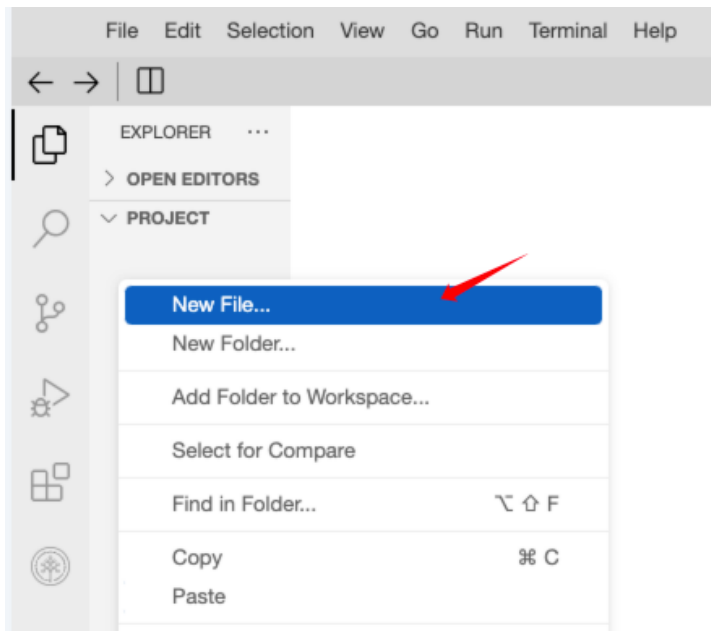 File Edit Selection View Go Run Terminal Help
EXPLORER ...
OPEN EDITORS
PROJECT
New File...
New Folder...
Add Folder to Workspace...
Select for Compare
Find in Folder... ⌥⇧F
Copy ⌘C
Paste